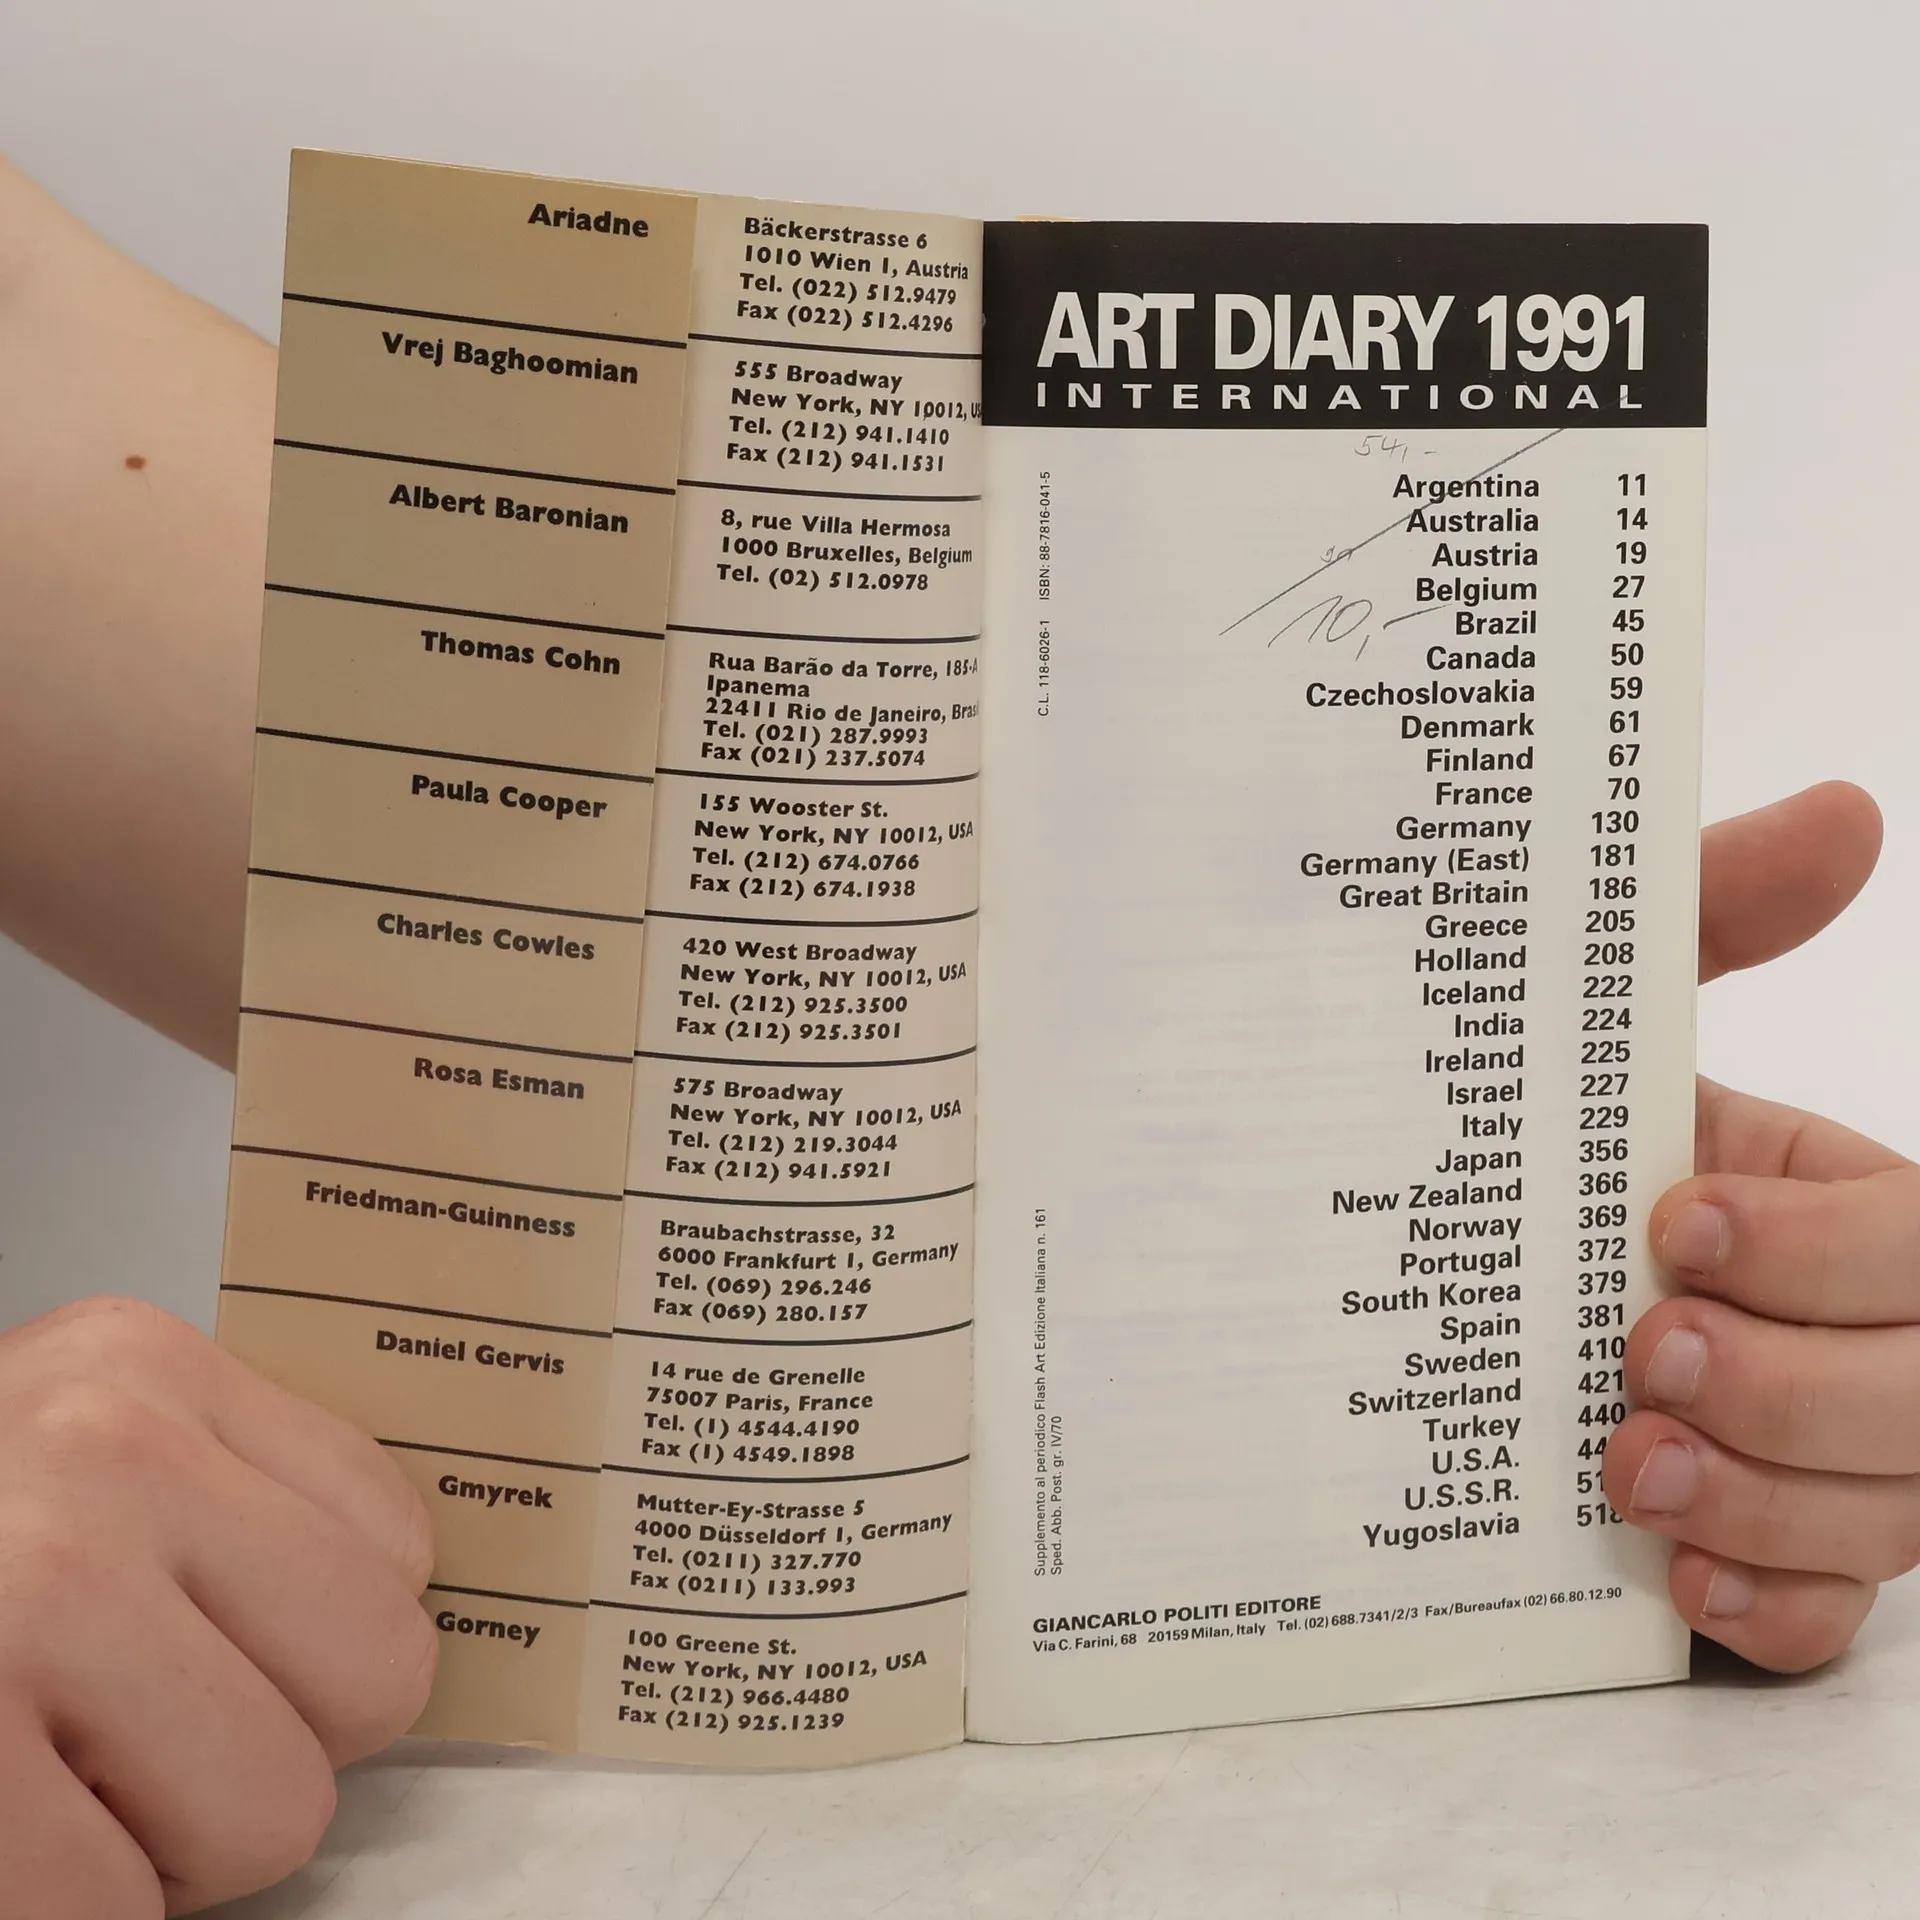 Ariadne
Bäckerstrasse 6
1010 Wien 1, Austria
Tel. (022) 512.9479
Fax (022) 512.4296
Vrej Baghoomian
555 Broadway
New York, NY 10012, US
Tel. (212) 941.1410
Fax (212) 941.1531
Albert Baronian
8, rue Villa Hermosa
1000 Bruxelles, Belgium
Tel. (02) 512.0978
Thomas Cohn
Rua Barão da Torre, 185-A
Ipanema
22411 Rio de Janeiro, Bras
Tel. (021) 287.9993
Fax (021) 237.5074
Paula Cooper
155 Wooster St.
New York, NY 10012, USA
Tel. (212) 674.0766
Fax (212) 674.1938
Charles Cowles
420 West Broadway
New York, NY 10012, USA
Tel. (212) 925.3500
Fax (212) 925.3501
Rosa Esman
575 Broadway
New York, NY 10012, USA
Tel. (212) 219.3044
Fax (212) 941.5921
Friedman-Guinness
Braubachstrasse, 32
6000 Frankfurt 1, Germany
Tel. (069) 296.246
Fax (069) 280.157
Daniel Gervis
14 rue de Grenelle
75007 Paris, France
Tel. (1) 4544.4190
Fax (1) 4549.1898
Gmyrek
Mutter-Ey-Strasse 5
4000 Düsseldorf 1, Germany
Tel. (0211) 327.770
Fax (0211) 133.993
Gorney
100 Greene St.
New York, NY 10012, USA
Tel. (212) 966.4480
Fax (212) 925.1239
ART DIARY 1991
INTERNATIONAL
54,-
10,-
Argentina 11
Australia 14
Austria 19
Belgium 27
Brazil 45
Canada 50
Czechoslovakia 59
Denmark 61
Finland 67
France 70
Germany 130
Germany (East) 181
Great Britain 186
Greece 205
Holland 208
Iceland 222
India 224
Ireland 225
Israel 227
Italy 229
Japan 356
New Zealand 366
Norway 369
Portugal 372
South Korea 379
Spain 381
Sweden 410
Switzerland 421
Turkey 440
U.S.A. 44
U.S.S.R. 51
Yugoslavia 518
C.L. 118-6026-1 ISBN: 88-7816-041-5
Supplemento al periodico Flash Art Edizione Italiana n. 161
Sped. Abb. Post. gr. IV/70
GIANCARLO POLITI EDITORE
Via C. Farini, 68 20159 Milan, Italy Tel. (02) 688.7341/2/3 Fax/Bureaufax (02) 66.80.12.90